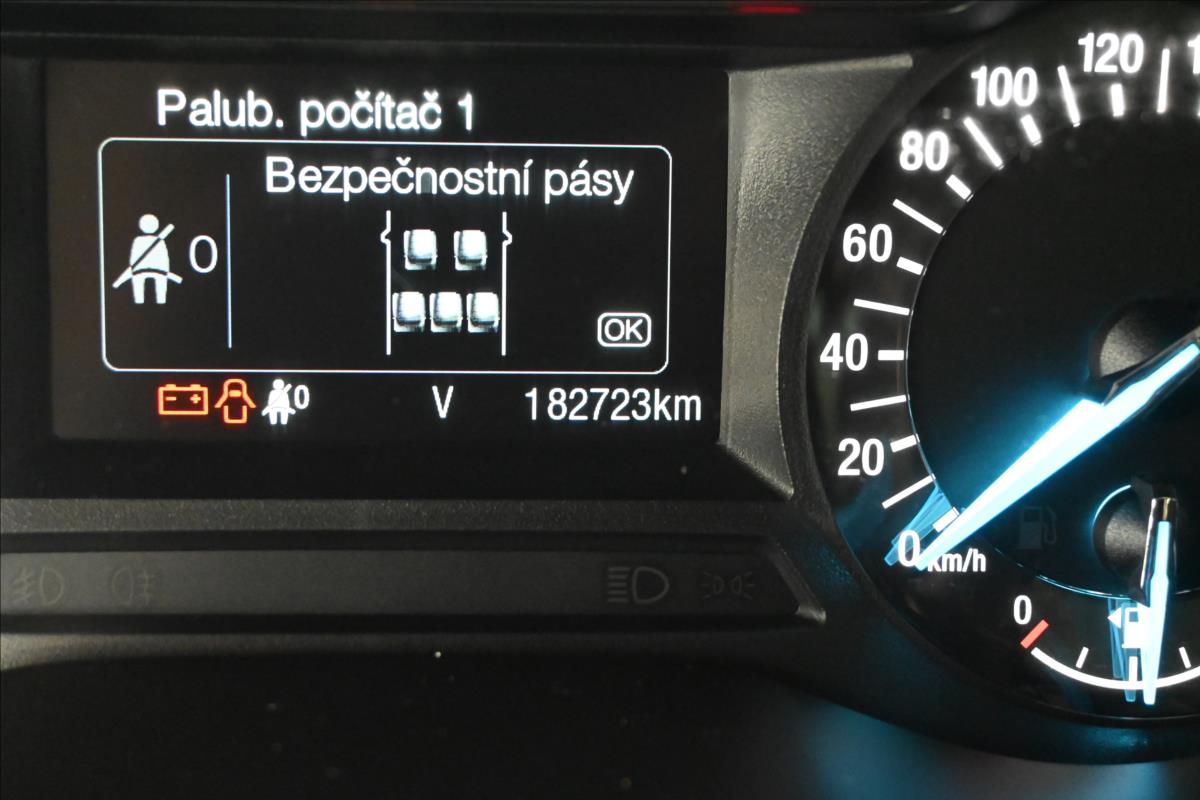 Palub. počítač 1
Bezpečnostní pásy
0
OK
0
V 182723km
120
100
80
60
40
20
0 km/h
0